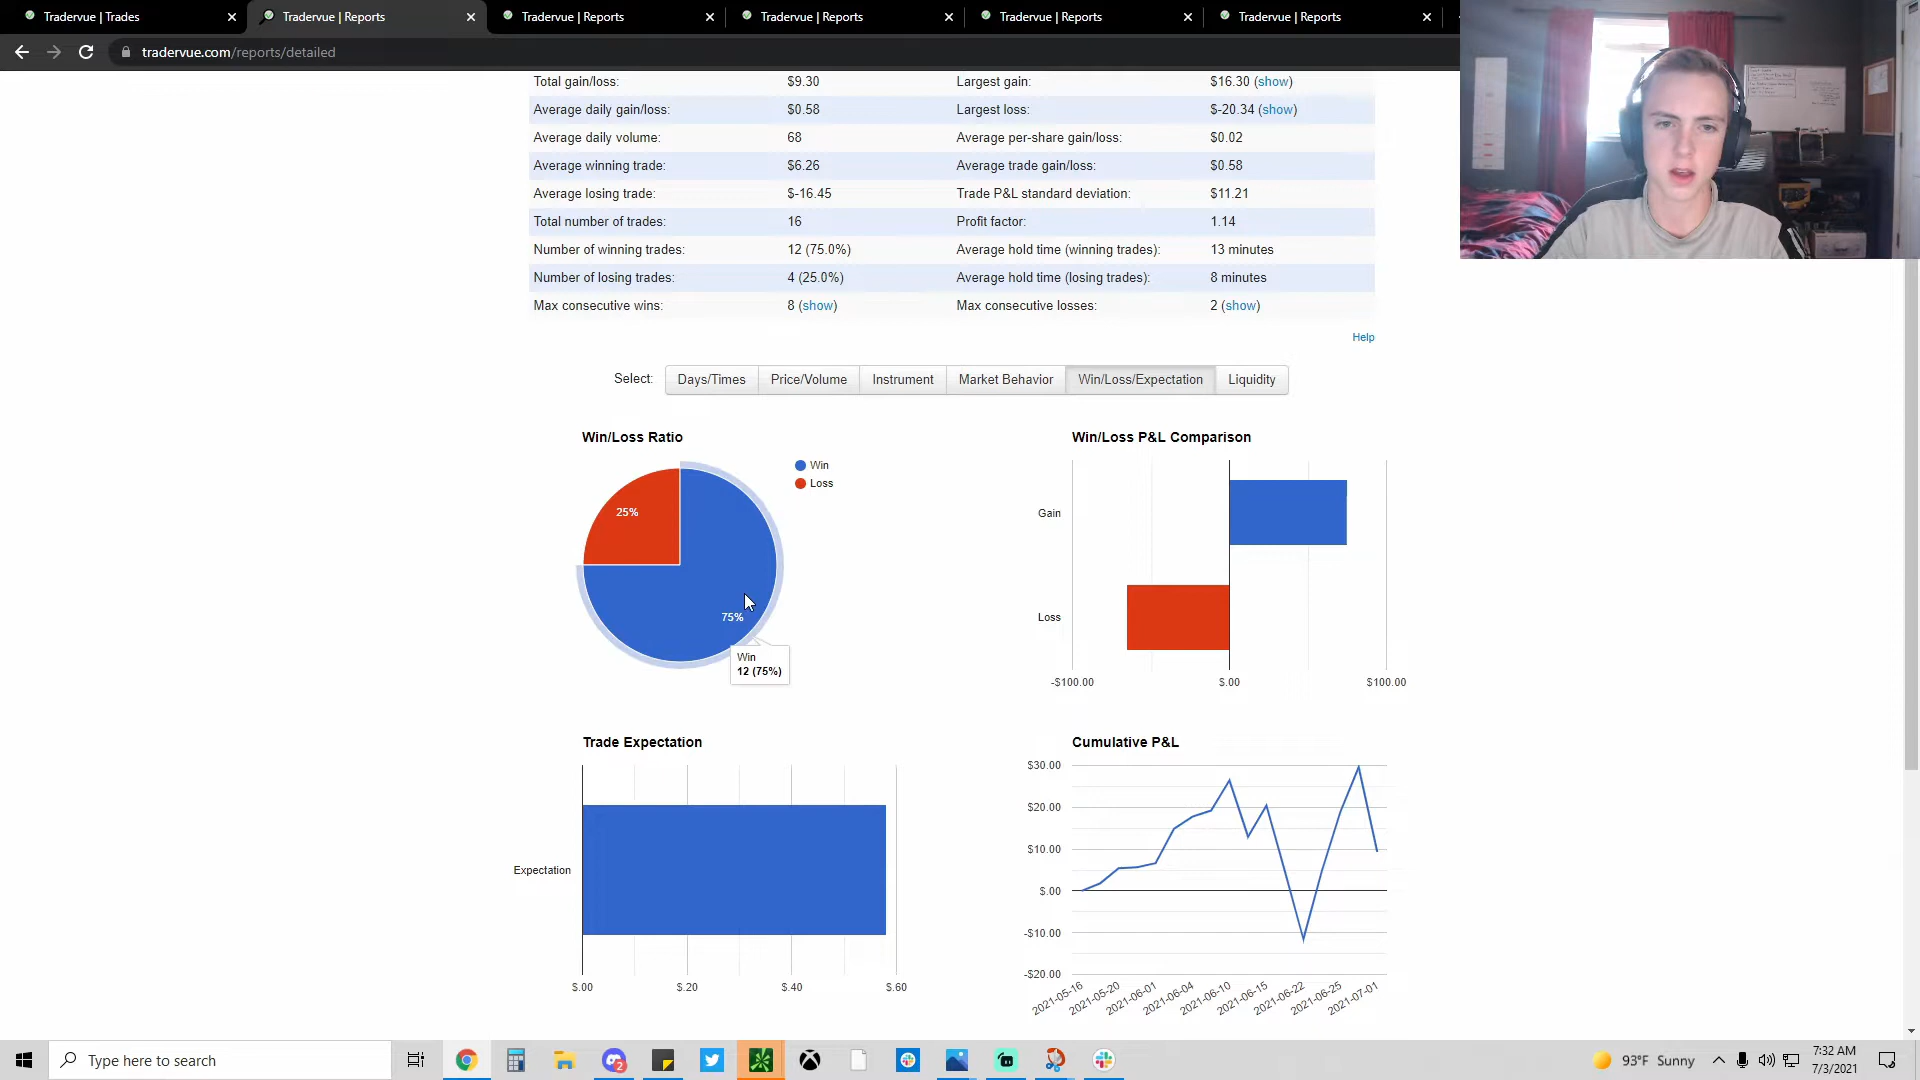 Tradervue | Trades
Tradervue | Reports
Tradervue | Reports
Tradervue | Reports
Tradervue | Reports
Tradervue | Reports
tradervue.com/reports/detailed
Total gain/loss: $9.30 Largest gain: $16.30 (show)
Average daily gain/loss: $0.58 Largest loss: $-20.34 (show)
Average daily volume: 68 Average per-share gain/loss: $0.02
Average winning trade: $6.26 Average trade gain/loss: $0.58
Average losing trade: $-16.45 Trade P&L standard deviation: $11.21
Total number of trades: 16 Profit factor: 1.14
Number of winning trades: 12 (75.0%) Average hold time (winning trades): 13 minutes
Number of losing trades: 4 (25.0%) Average hold time (losing trades): 8 minutes
Max consecutive wins: 8 (show) Max consecutive losses: 2 (show)
Help
Select: Days/Times Price/Volume Instrument Market Behavior Win/Loss/Expectation Liquidity
Win/Loss Ratio
Win
Loss
25%
75%
Win
12 (75%)
Win/Loss P&L Comparison
Gain
Loss
-$100.00 $.00 $100.00
Trade Expectation
Expectation
$.00 $.20 $.40 $.60
Cumulative P&L
$30.00
$20.00
$10.00
$.00
-$10.00
-$20.00
2021-05-16 2021-05-20 2021-06-01 2021-06-04 2021-06-10 2021-06-15 2021-06-22 2021-06-25 2021-07-01
Type here to search
2
93°F Sunny
7:32 AM
7/3/2021